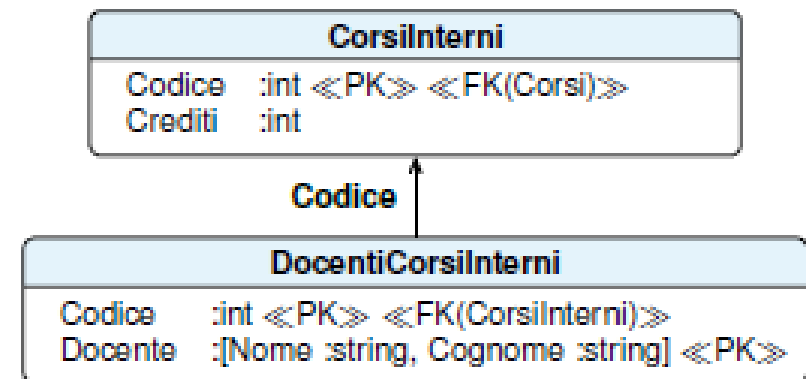 CorsiInterni
Codice :int ≪PK≫ ≪FK(Corsi)≫
Crediti :int
Codice
DocentiCorsiInterni
Codice :int ≪PK≫ ≪FK(CorsiInterni)≫
Docente :[Nome :string, Cognome :string] ≪PK≫